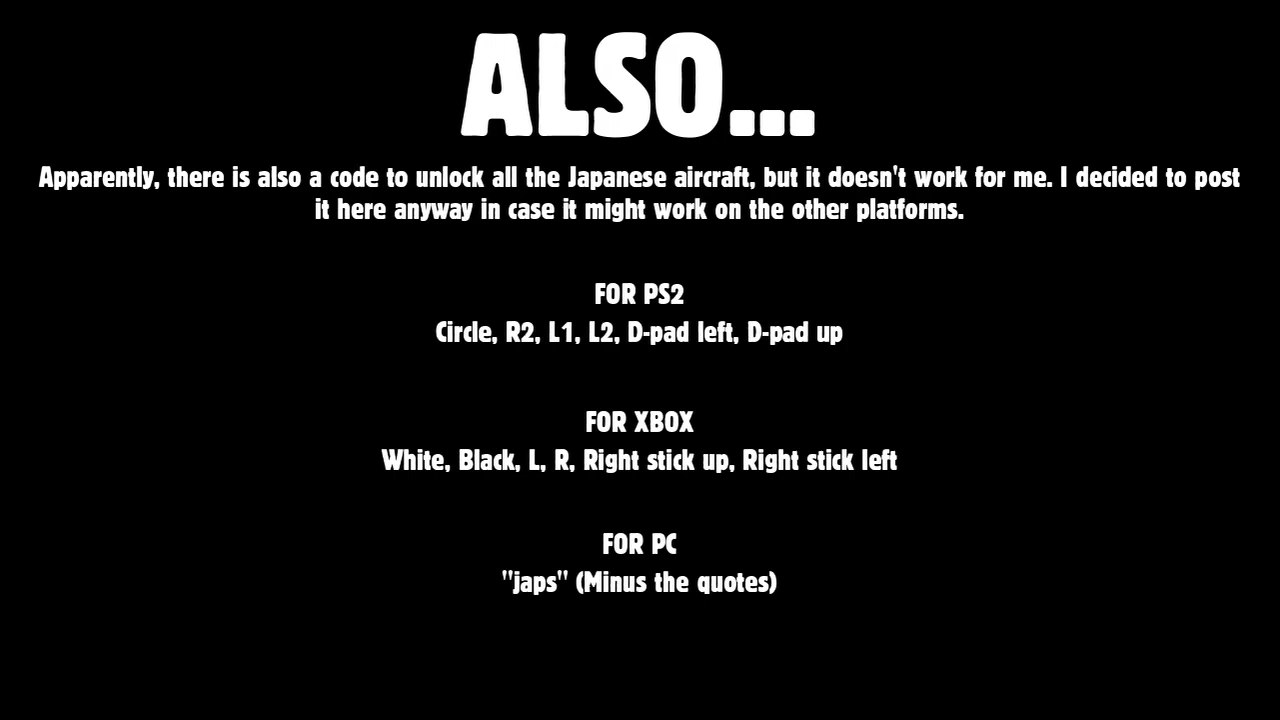 ALSO...
Apparently, there is also a code to unlock all the Japanese aircraft, but it doesn't work for me. I decided to post
it here anyway in case it might work on the other platforms.
FOR PS2
Circle, R2, L1, L2, D-pad left, D-pad up
FOR XBOX
White, Black, L, R, Right stick up, Right stick left
FOR PC
"japs" (Minus the quotes)